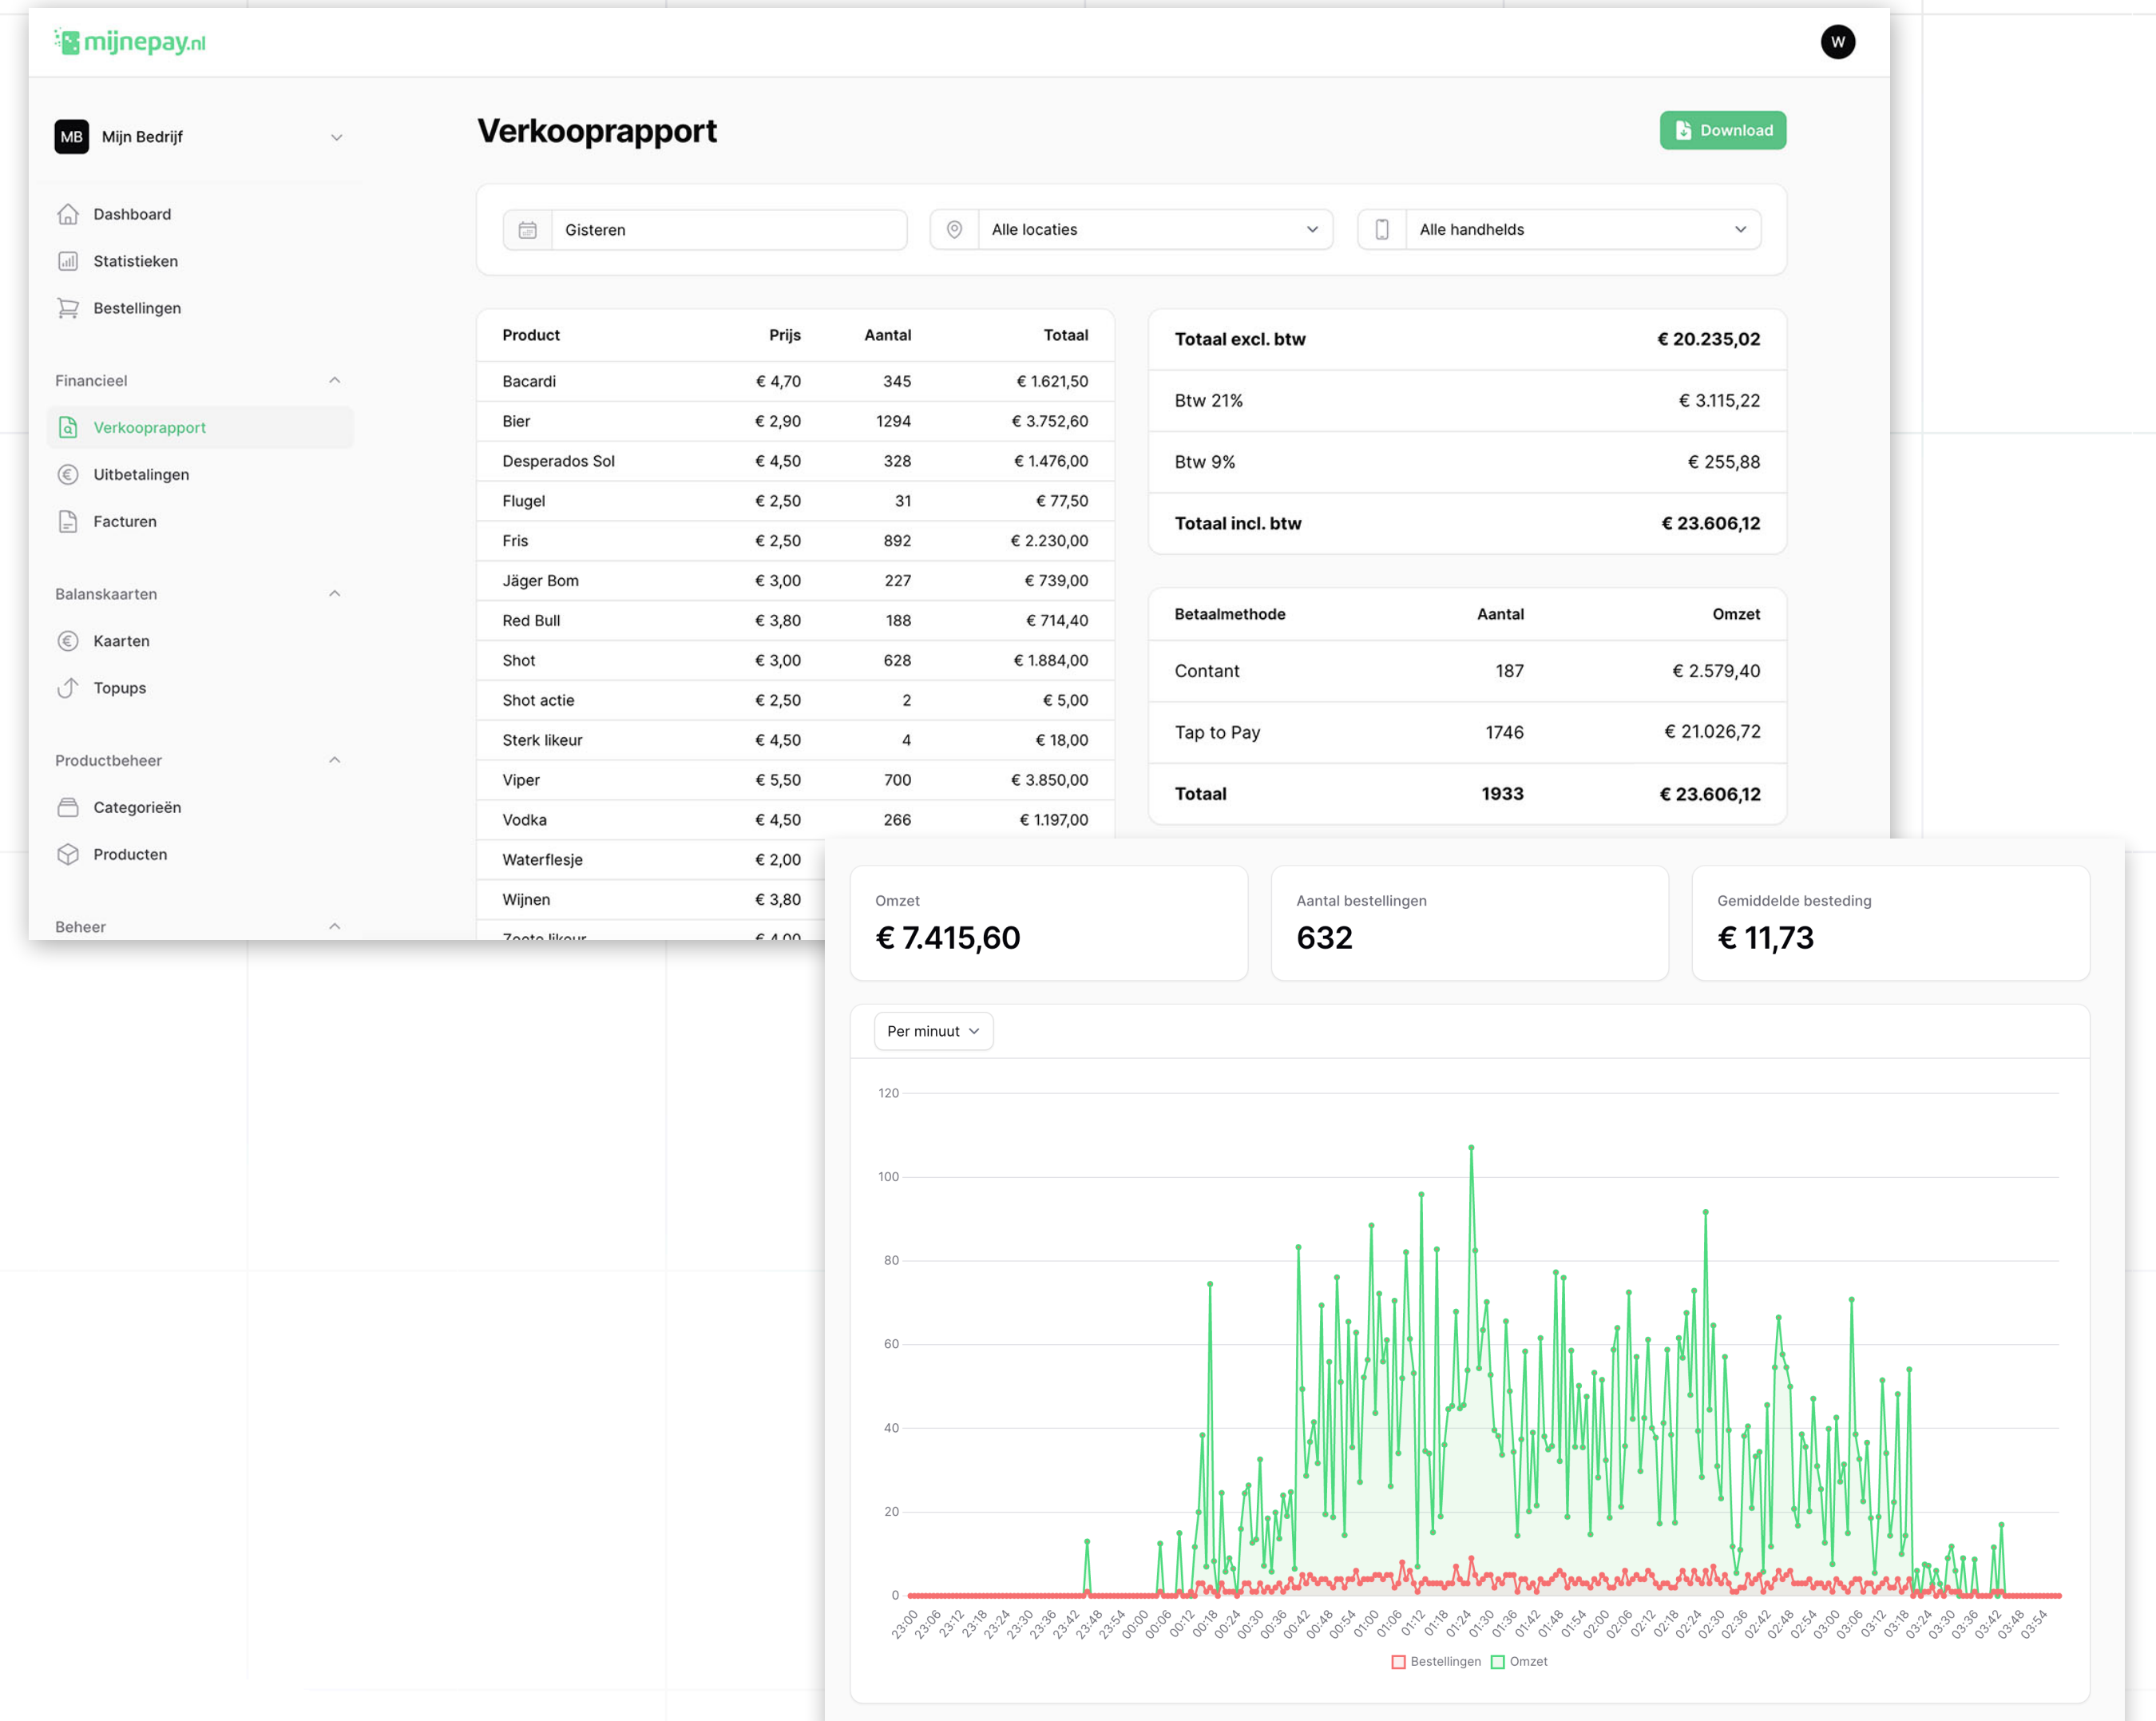 mijnepay.nl
W
MB Mijn Bedrijf
Dashboard
Statistieken
Bestellingen
Financieel
Verkooprapport
Uitbetalingen
Facturen
Balanskaarten
Kaarten
Topups
Productbeheer
Categorieën
Producten
Beheer
Verkooprapport
Download
Gisteren
Alle locaties
Alle handhelds
Product Prijs Aantal Totaal
Bacardi € 4,70 345 € 1.621,50
Bier € 2,90 1294 € 3.752,60
Desperados Sol € 4,50 328 € 1.476,00
Flugel € 2,50 31 € 77,50
Fris € 2,50 892 € 2.230,00
Jäger Bom € 3,00 227 € 739,00
Red Bull € 3,80 188 € 714,40
Shot € 3,00 628 € 1.884,00
Shot actie € 2,50 2 € 5,00
Sterk likeur € 4,50 4 € 18,00
Viper € 5,50 700 € 3.850,00
Vodka € 4,50 266 € 1.197,00
Waterflesje € 2,00
Wijnen € 3,80
Zoete likeur € 4,00
Totaal excl. btw € 20.235,02
Btw 21% € 3.115,22
Btw 9% € 255,88
Totaal incl. btw € 23.606,12
Betaalmethode Aantal Omzet
Contant 187 € 2.579,40
Tap to Pay 1746 € 21.026,72
Totaal 1933 € 23.606,12
Omzet
€ 7.415,60
Aantal bestellingen
632
Gemiddelde besteding
€ 11,73
Per minuut
120
100
80
60
40
20
0
23:00 23:06 23:12 23:18 23:24 23:30 23:36 23:42 23:48 23:54 00:00 00:06 00:12 00:18 00:24 00:30 00:36 00:42 00:48 00:54 01:00 01:06 01:12 01:18 01:24 01:30 01:36 01:42 01:48 01:54 02:00 02:06 02:12 02:18 02:24 02:30 02:36 02:42 02:48 02:54 03:00 03:06 03:12 03:18 03:24 03:30 03:36 03:42 03:48 03:54
Bestellingen Omzet